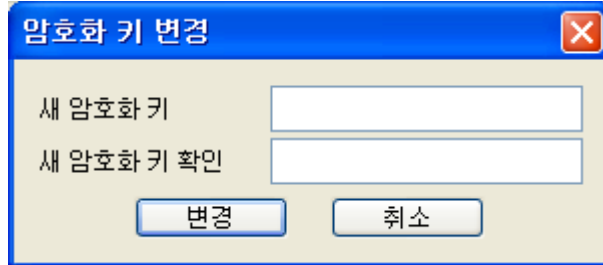 암호화 키 변경
새 암호화 키
새 암호화 키 확인
변경 취소